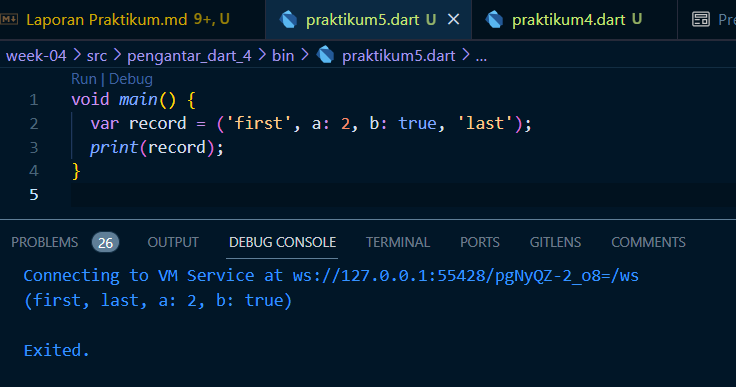 Laporan Praktikum.md 9+, U praktikum5.dart U praktikum4.dart U Pre
week-04 > src > pengantar_dart_4 > bin > praktikum5.dart > ...
Run | Debug
1 void main() {
2 var record = ('first', a: 2, b: true, 'last');
3 print(record);
4 }
5
PROBLEMS 26 OUTPUT DEBUG CONSOLE TERMINAL PORTS GITLENS COMMENTS
Connecting to VM Service at ws://127.0.0.1:55428/pgNyQZ-2_o8=/ws
(first, last, a: 2, b: true)
Exited.